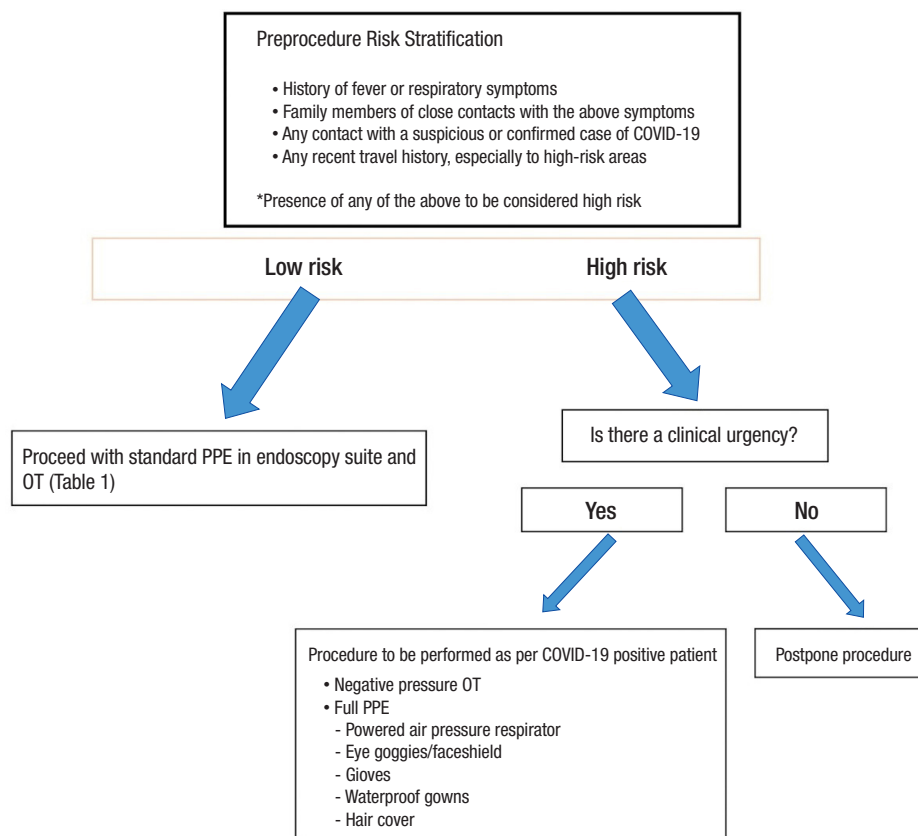 Preprocedure Risk Stratification
• History of fever or respiratory symptoms
• Family members of close contacts with the above symptoms
• Any contact with a suspicious or confirmed case of COVID-19
• Any recent travel history, especially to high-risk areas
*Presence of any of the above to be considered high risk
Low risk
High risk
Proceed with standard PPE in endoscopy suite and
OT (Table 1)
Is there a clinical urgency?
Yes
No
Procedure to be performed as per COVID-19 positive patient
• Negative pressure OT
• Full PPE
- Powered air pressure respirator
- Eye goggies/faceshield
- Gioves
- Waterproof gowns
- Hair cover
Postpone procedure